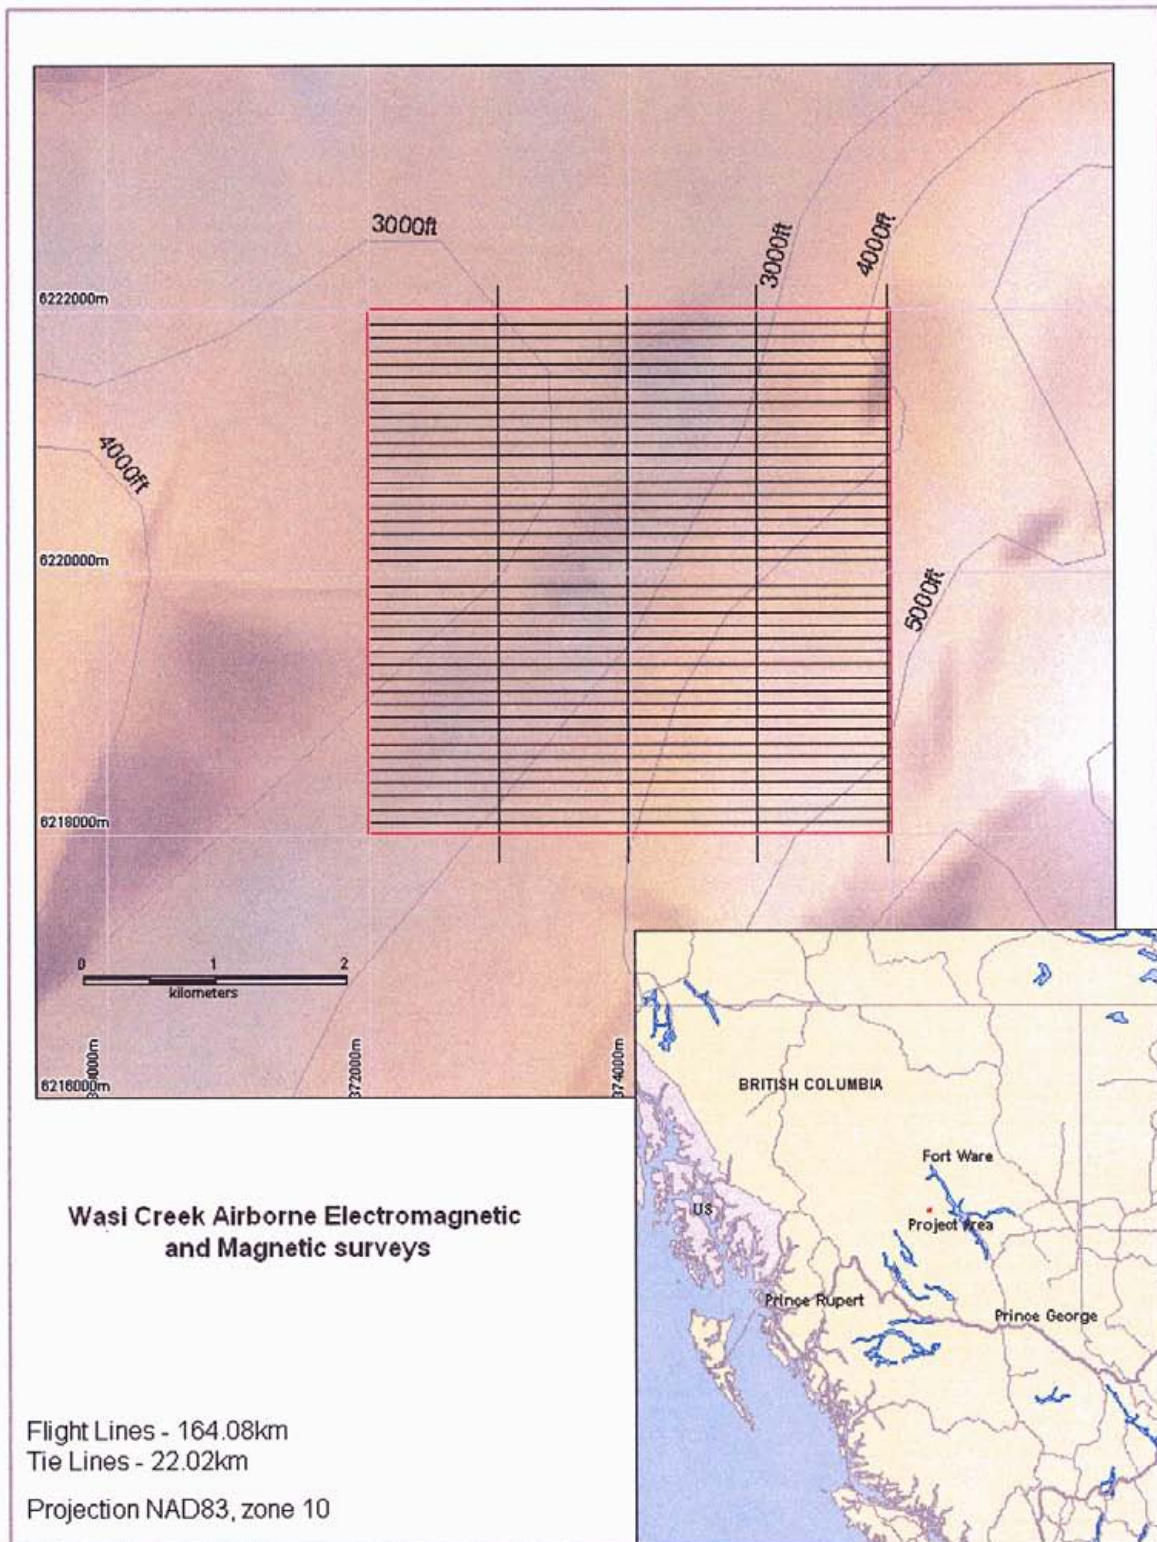 3000ft
3000ft
4000ft
6222000m
4000ft
6220000m
5000ft
6218000m
0 1 2
kilometers
372000m
374000m
6216000m
BRITISH COLUMBIA
Fort Ware
US
Project Area
Prince Rupert
Prince George
Wasi Creek Airborne Electromagnetic
and Magnetic surveys
Flight Lines - 164.08km
Tie Lines - 22.02km
Projection NAD83, zone 10